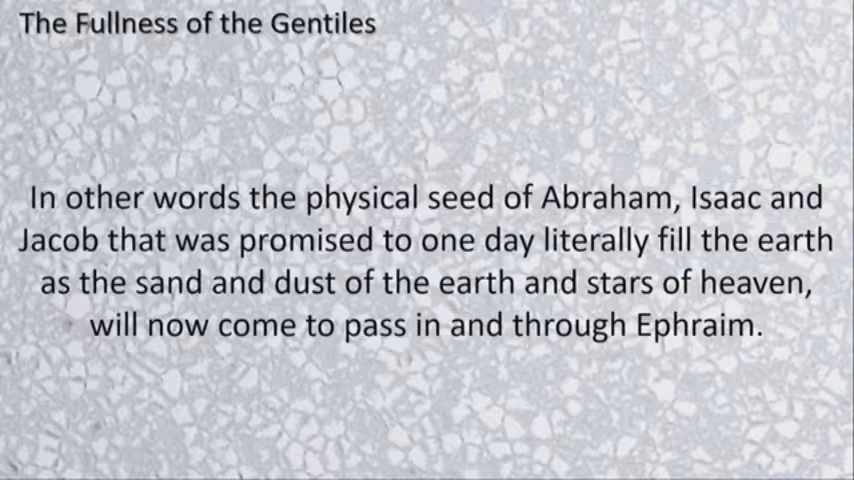 The Fullness of the Gentiles
In other words the physical seed of Abraham, Isaac and
Jacob that was promised to one day literally fill the earth
as the sand and dust of the earth and stars of heaven,
will now come to pass in and through Ephraim.